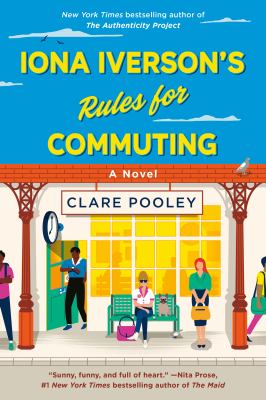 New York Times bestselling author of
The Authenticity Project
IONA IVERSON'S
Rules for
COMMUTING
A Novel
CLARE POOLEY
"Sunny, funny, and full of heart." —Nita Prose,
#1 New York Times bestselling author of The Maid